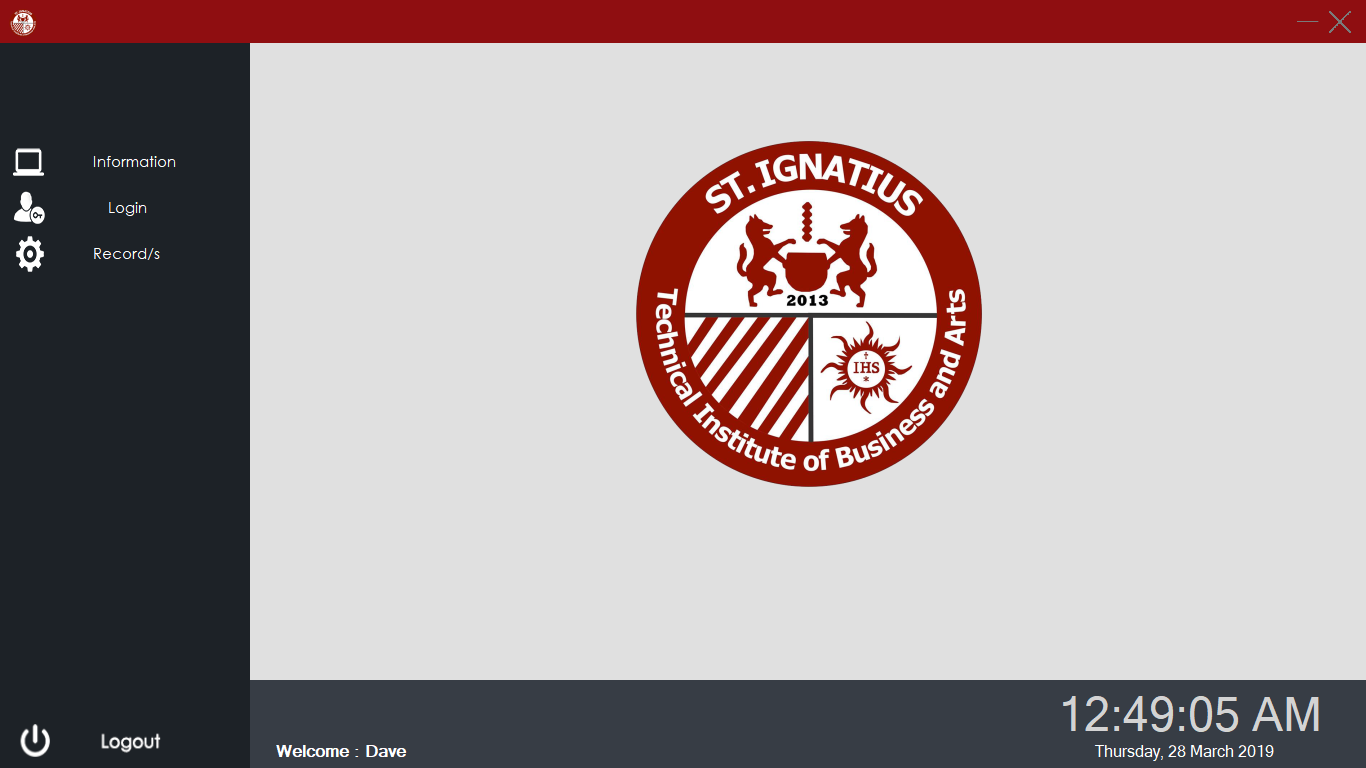 Information
Login
Record/s
Logout
ST. IGNATIUS
2013
IHS
Technical Institute of Business and Arts
Welcome : Dave
12:49:05 AM
Thursday, 28 March 2019